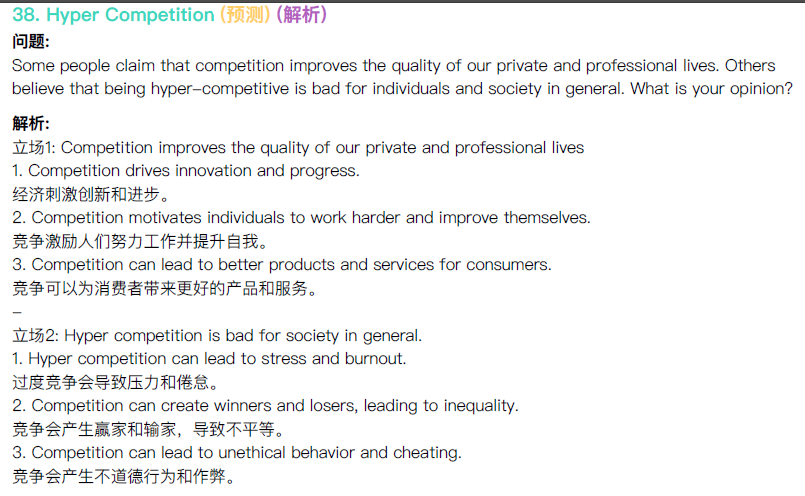 38. Hyper Competition (预测) (解析)
问题:
Some people claim that competition improves the quality of our private and professional lives. Others
believe that being hyper-competitive is bad for individuals and society in general. What is your opinion?
解析:
立场1: Competition improves the quality of our private and professional lives
1. Competition drives innovation and progress.
经济刺激创新和进步。
2. Competition motivates individuals to work harder and improve themselves.
竞争激励人们努力工作并提升自我。
3. Competition can lead to better products and services for consumers.
竞争可以为消费者带来更好的产品和服务。
–
立场2: Hyper competition is bad for society in general.
1. Hyper competition can lead to stress and burnout.
过度竞争会导致压力和倦怠。
2. Competition can create winners and losers, leading to inequality.
竞争会产生赢家和输家，导致不平等。
3. Competition can lead to unethical behavior and cheating.
竞争会产生不道德行为和作弊。